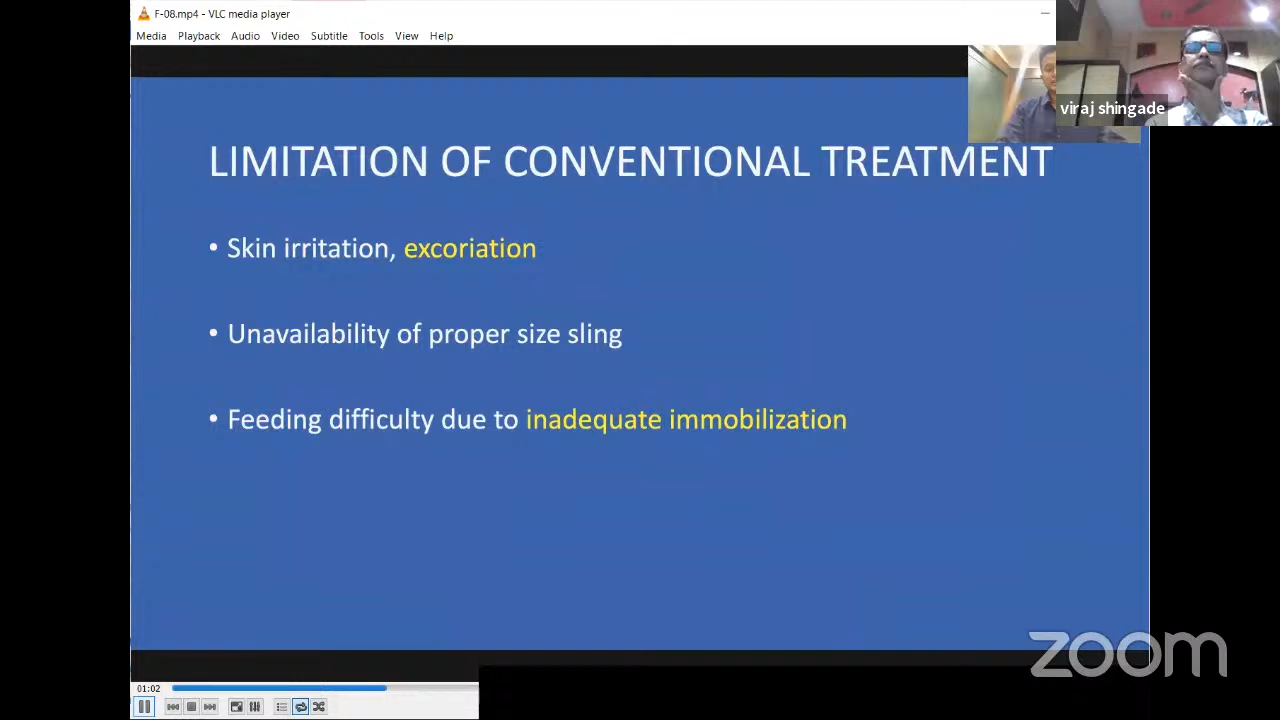 F-08.mp4 - VLC media player
Media Playback Audio Video Subtitle Tools View Help
viraj shingade
LIMITATION OF CONVENTIONAL TREATMENT
• Skin irritation, excoriation
• Unavailability of proper size sling
• Feeding difficulty due to inadequate immobilization
zoom
01:02